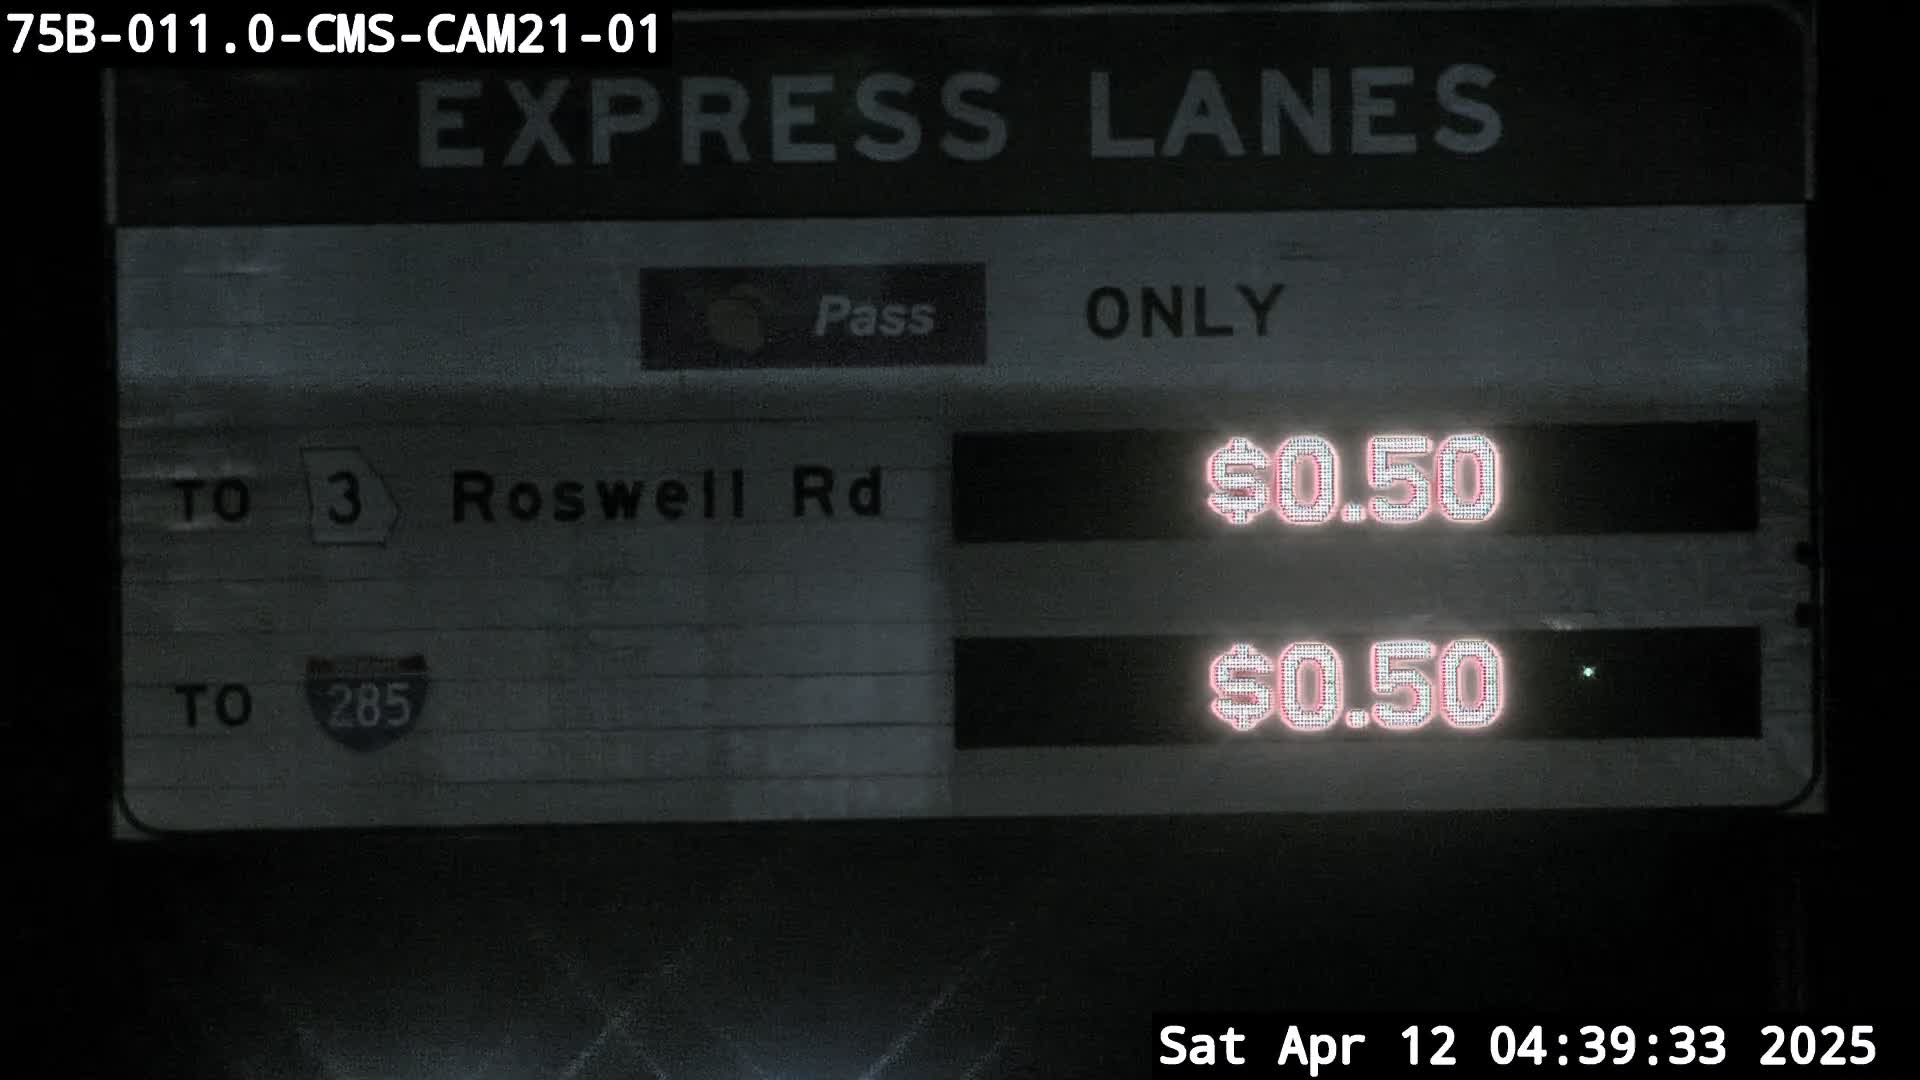 75B-011.0-CMS-CAM21-01
EXPRESS LANES
Pass ONLY
TO 3 Roswell Rd $0.50
TO 285 $0.50
Sat Apr 12 04:39:33 2025